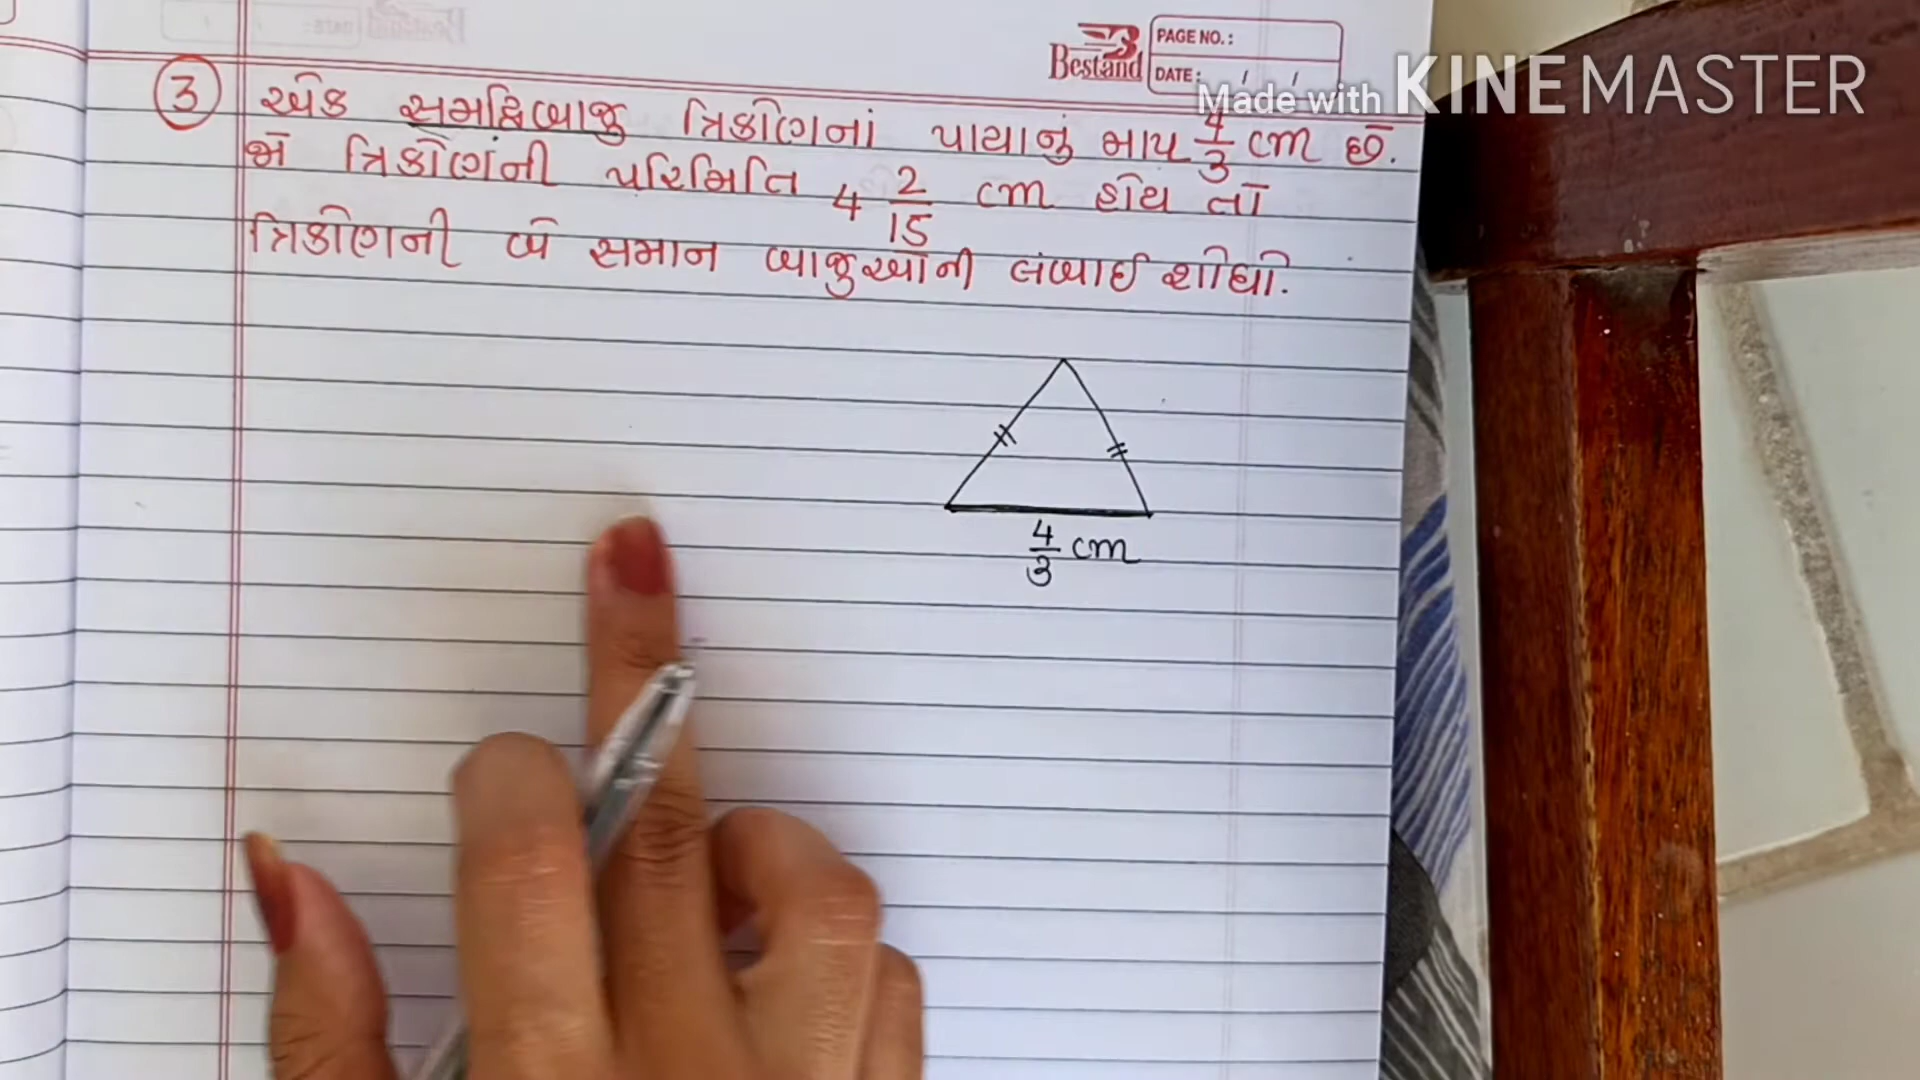 Bestand
PAGE NO.:
DATE: / /
Made with KINEMASTER
3 એક સમદ્વિબાજુ ત્રિકોણનાં પાયાનું માપ 4/3 cm છે.
જો ત્રિકોણની પરિમિતિ 4 2/15 cm હોય તો
ત્રિકોણની બે સમાન બાજુઓની લંબાઈ શોધો.
4/3 cm